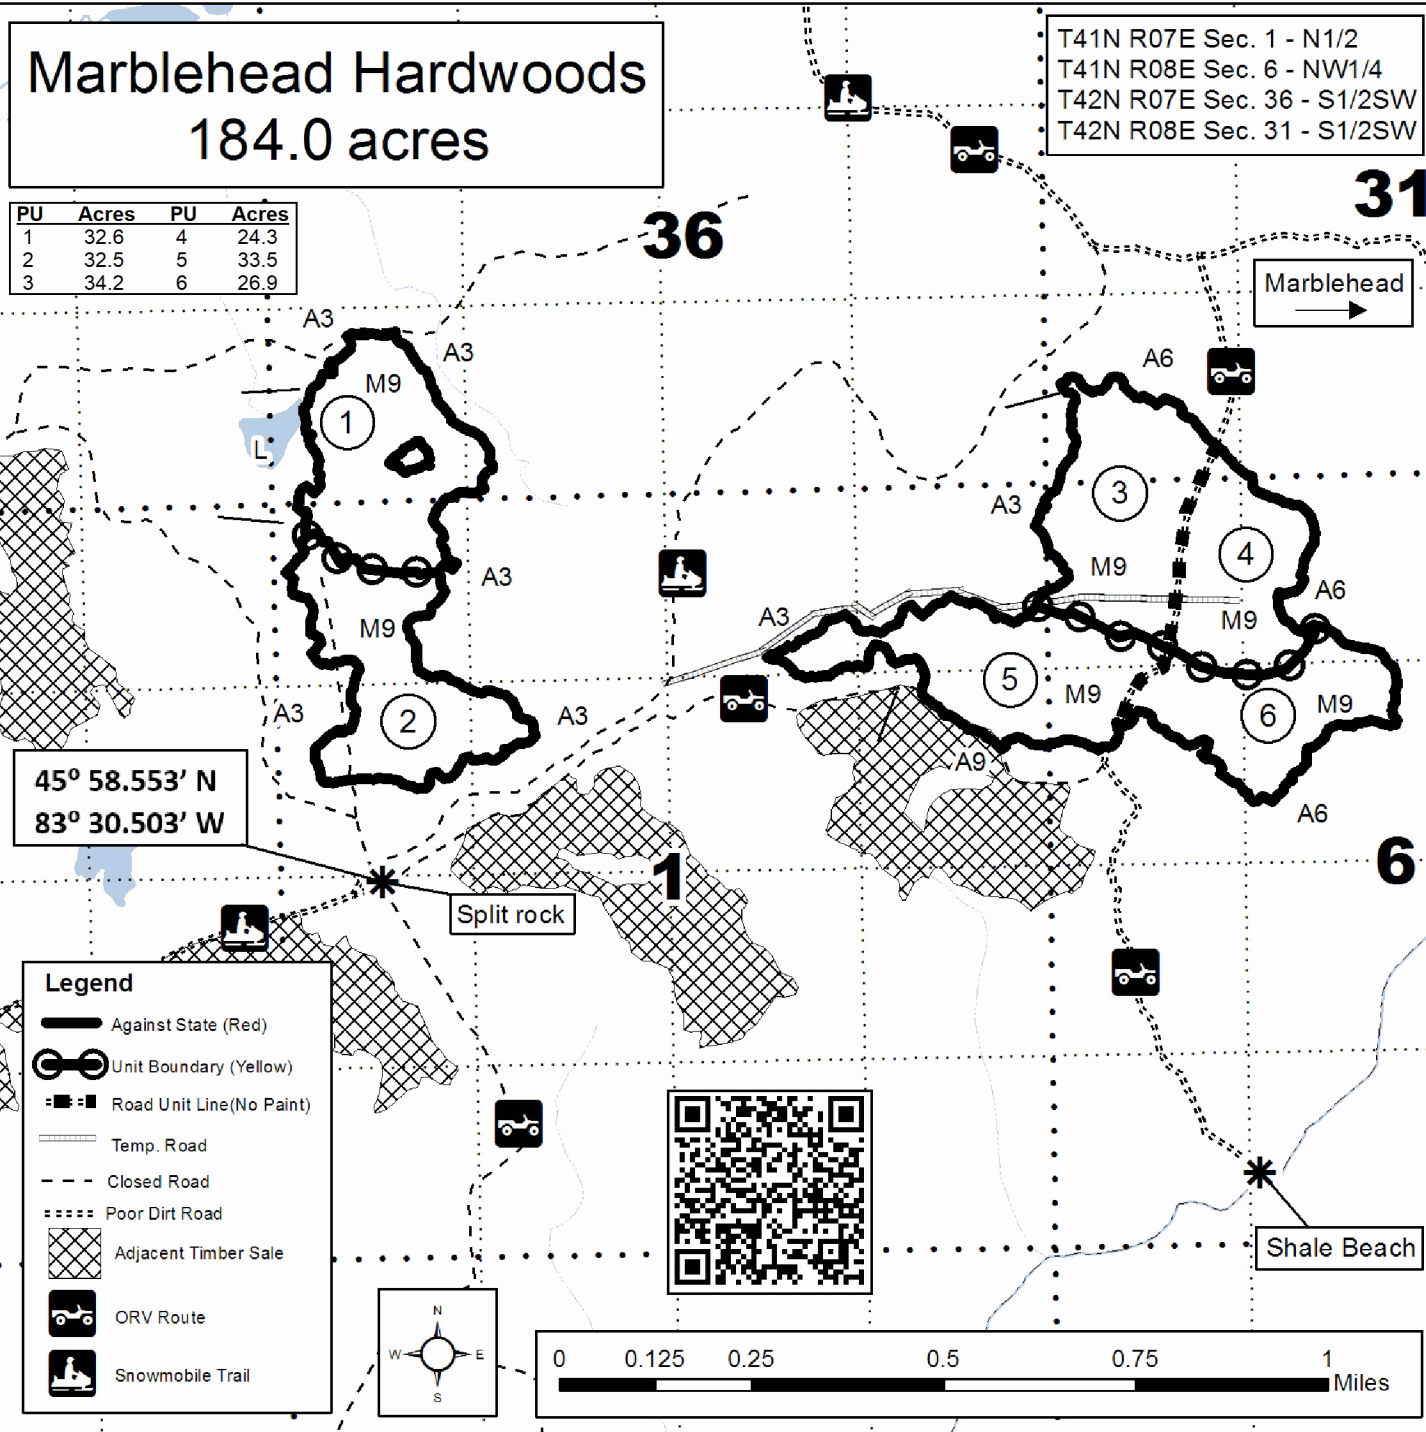 Marblehead Hardwoods
184.0 acres
T41N R07E Sec. 1 - N1/2
T41N R08E Sec. 6 - NW1/4
T42N R07E Sec. 36 - S1/2SW
T42N R08E Sec. 31 - S1/2SW
PU Acres PU Acres
1 32.6 4 24.3
2 32.5 5 33.5
3 34.2 6 26.9
36
31
Marblehead
A3
A3
M9
1
L
A6
3
A3
4
M9
A3
A6
M9
A3
M9
5
M9
6
M9
2
A3
A3
45º 58.553’ N
83º 30.503’ W
A9
A6
1
6
Split rock
Legend
Against State (Red)
Unit Boundary (Yellow)
Road Unit Line(No Paint)
Temp. Road
Closed Road
Poor Dirt Road
Adjacent Timber Sale
ORV Route
Snowmobile Trail
Shale Beach
N
W E
S
0 0.125 0.25 0.5 0.75 1
Miles